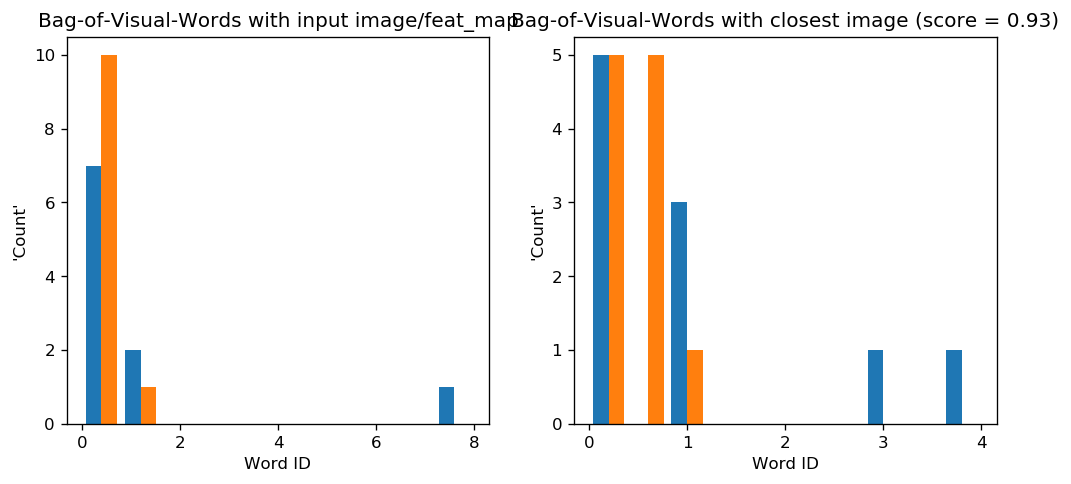 Bag-of-Visual-Words with input image/feat_map
10
8
6
4
2
0
'Count'
0 2 4 6 8
Word ID
Bag-of-Visual-Words with closest image (score = 0.93)
5
4
3
2
1
0
'Count'
0 1 2 3 4
Word ID